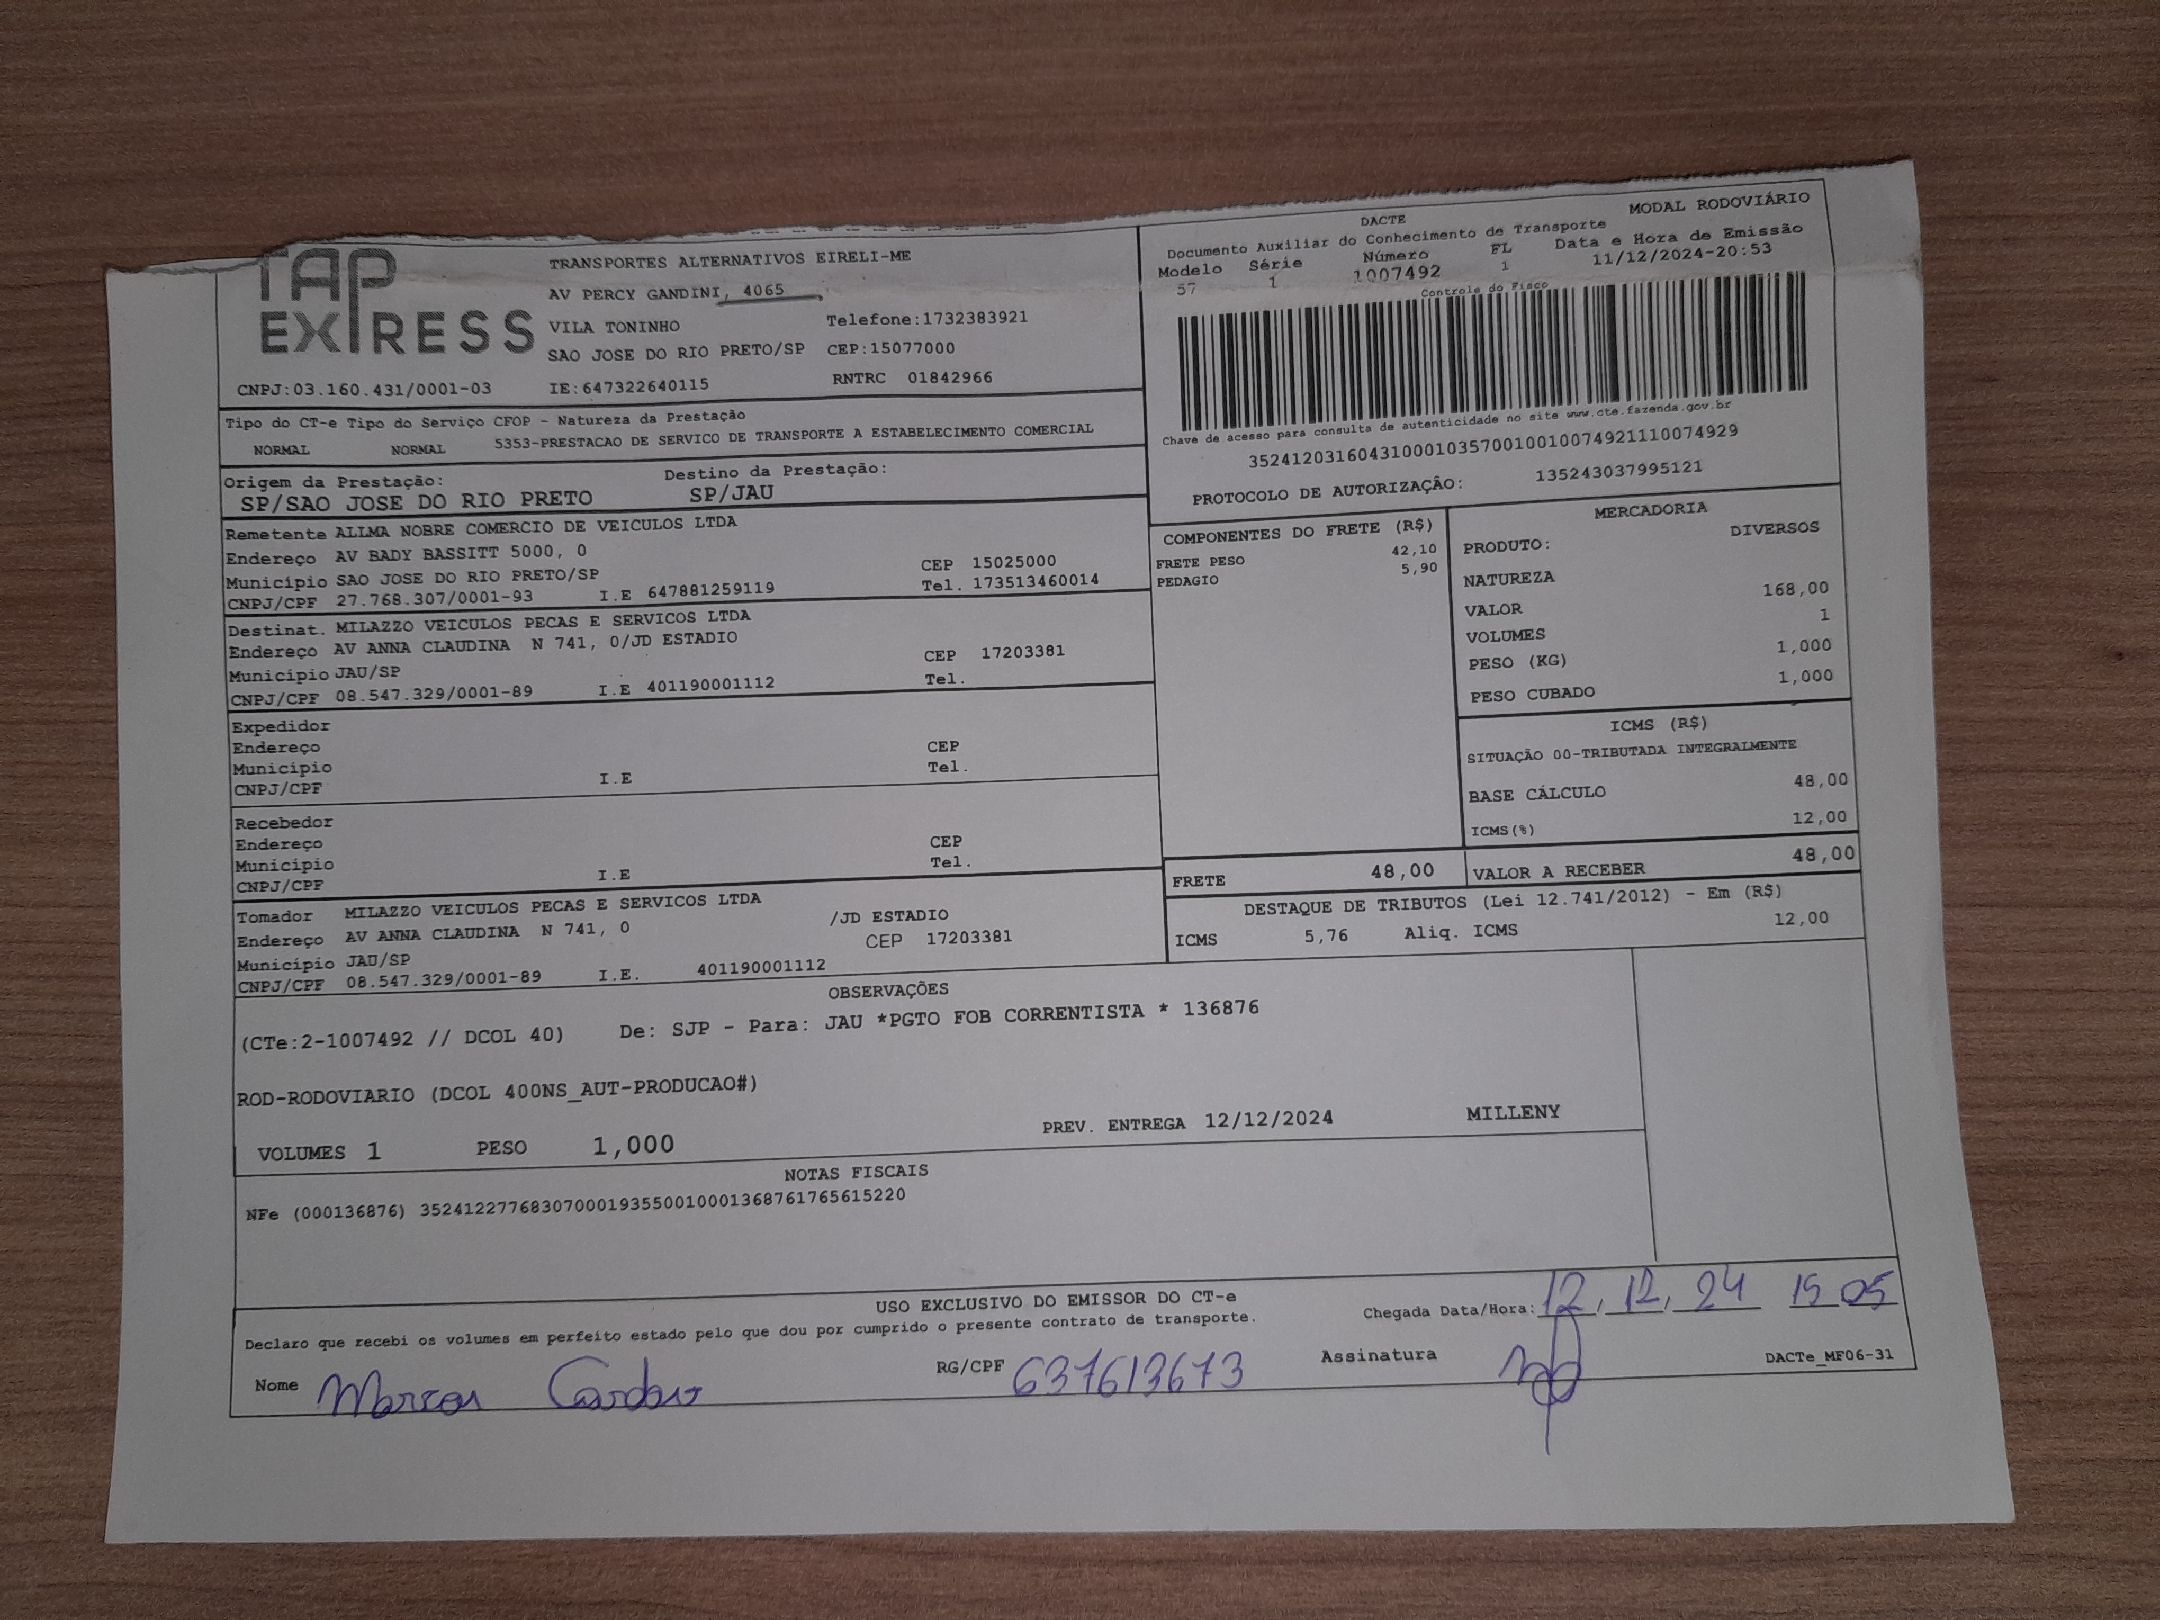 TAP
EXPRESS
TRANSPORTES ALTERNATIVOS EIRELI-ME
AV PERCY GANDINI, 4065
VILA TONINHO Telefone:1732383921
SAO JOSE DO RIO PRETO/SP CEP:15077000
CNPJ:03.160.431/0001-03 IE:647322640115 RNTRC 01842966
DACTE MODAL RODOVIÁRIO
Documento Auxiliar do Conhecimento de Transporte
Modelo Série Número FL Data e Hora de Emissão
57 1 1007492 1 11/12/2024-20:53
Controle do Fisco
Chave de acesso para consulta de autenticidade no site www.cte.fazenda.gov.br
35241203160431000103570010010074921110074929
PROTOCOLO DE AUTORIZAÇÃO: 135243037995121
Tipo do CT-e Tipo do Serviço CFOP - Natureza da Prestação
NORMAL NORMAL 5353-PRESTACAO DE SERVICO DE TRANSPORTE A ESTABELECIMENTO COMERCIAL
Origem da Prestação: Destino da Prestação:
SP/SAO JOSE DO RIO PRETO SP/JAU
Remetente ALLMA NOBRE COMERCIO DE VEICULOS LTDA
Endereço AV BADY BASSITT 5000, 0 CEP 15025000
Município SAO JOSE DO RIO PRETO/SP Tel. 173513460014
CNPJ/CPF 27.768.307/0001-93 I.E 647881259119
Destinat. MILAZZO VEICULOS PECAS E SERVICOS LTDA
Endereço AV ANNA CLAUDINA N 741, 0/JD ESTADIO
Município JAU/SP CEP 17203381
CNPJ/CPF 08.547.329/0001-89 I.E 401190001112 Tel.
Expedidor
Endereço CEP
Município Tel.
CNPJ/CPF I.E
Recebedor
Endereço CEP
Município Tel.
CNPJ/CPF I.E
Tomador MILAZZO VEICULOS PECAS E SERVICOS LTDA
Endereço AV ANNA CLAUDINA N 741, 0 /JD ESTADIO
Município JAU/SP CEP 17203381
CNPJ/CPF 08.547.329/0001-89 I.E. 401190001112
COMPONENTES DO FRETE (R$)
FRETE PESO 42,10
PEDAGIO 5,90
MERCADORIA
PRODUTO: DIVERSOS
NATUREZA
VALOR 168,00
VOLUMES 1
PESO (KG) 1,000
PESO CUBADO 1,000
ICMS (R$)
SITUAÇÃO 00-TRIBUTADA INTEGRALMENTE
BASE CÁLCULO 48,00
ICMS(%) 12,00
FRETE 48,00 VALOR A RECEBER 48,00
DESTAQUE DE TRIBUTOS (Lei 12.741/2012) - Em (R$)
ICMS 5,76 Aliq. ICMS 12,00
OBSERVAÇÕES
(CTe:2-1007492 // DCOL 40) De: SJP - Para: JAU *PGTO FOB CORRENTISTA * 136876
ROD-RODOVIARIO (DCOL 400NS_AUT-PRODUCAO#)
VOLUMES 1 PESO 1,000 PREV. ENTREGA 12/12/2024 MILLENY
NOTAS FISCAIS
NFe (000136876) 35241227768307000193550010001368761765615220
USO EXCLUSIVO DO EMISSOR DO CT-e
Declaro que recebi os volumes em perfeito estado pelo que dou por cumprido o presente contrato de transporte.
Chegada Data/Hora: 12, 12, 24 15 05
Nome Marcos Cardoso RG/CPF 637613673 Assinatura
DACTe_MF06-31